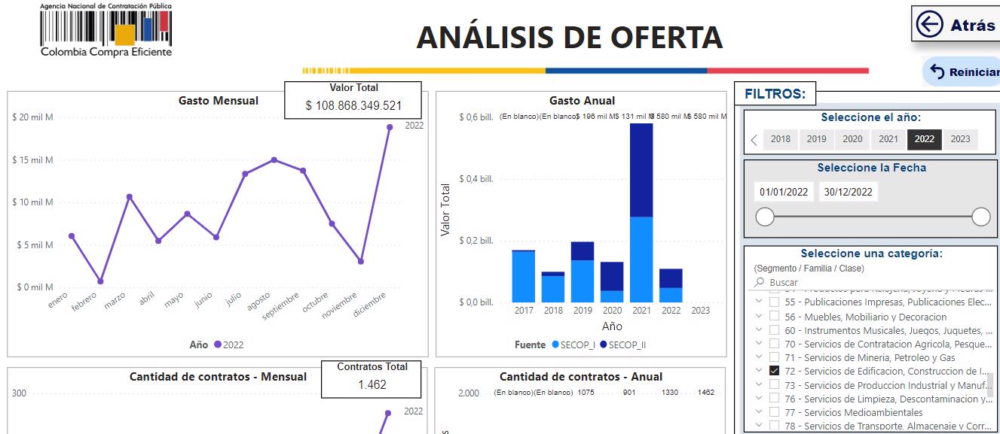 Agencia Nacional de Contratación Pública
Colombia Compra Eficiente
ANÁLISIS DE OFERTA
Atrás
Reiniciar
Gasto Mensual
Valor Total
$ 108.868.349.521
$ 20 mil M
$ 15 mil M
$ 10 mil M
$ 5 mil M
$ 0 mil M
2022
enero
febrero
marzo
abril
mayo
junio
julio
agosto
septiembre
octubre
noviembre
diciembre
Año 2022
Gasto Anual
(En blanco) (En blanco) $ 196 mil M $ 131 mil M $ 580 mil M $ 580 mil M
Valor Total
$ 0,6 bill.
$ 0,4 bill.
$ 0,2 bill.
$ 0,0 bill.
2017 2018 2019 2020 2021 2022 2023
Año
Fuente SECOP_I SECOP_II
FILTROS:
Seleccione el año:
2018 2019 2020 2021 2022 2023
Seleccione la Fecha
01/01/2022 30/12/2022
Seleccione una categoría:
(Segmento / Familia / Clase)
Buscar
55 - Publicaciones Impresas, Publicaciones Elec...
56 - Muebles, Mobiliario y Decoracion
60 - Instrumentos Musicales, Juegos, Juguetes, ...
70 - Servicios de Contratacion Agricola, Pesque...
71 - Servicios de Mineria, Petroleo y Gas
72 - Servicios de Edificacion, Construccion de I...
73 - Servicios de Produccion Industrial y Manuf...
76 - Servicios de Limpieza, Descontaminacion y...
77 - Servicios Medioambientales
78 - Servicios de Transporte, Almacenaje y Corr...
Cantidad de contratos - Mensual
Contratos Total
1.462
300
2022
Cantidad de contratos - Anual
2.000
(En blanco) (En blanco) 1075 901 1330 1462